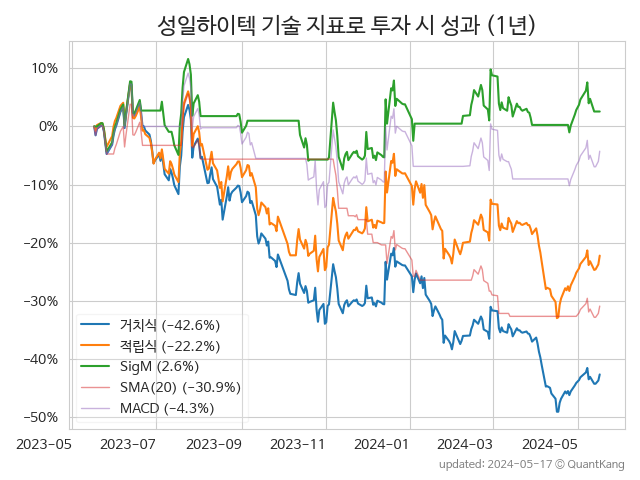 성일하이텍 기술 지표로 투자 시 성과 (1년)
10%
0%
−10%
−20%
−30%
−40%
−50%
거치식 (−42.6%)
적립식 (−22.2%)
SigM (2.6%)
SMA(20) (−30.9%)
MACD (−4.3%)
2023-05 2023-07 2023-09 2023-11 2024-01 2024-03 2024-05
updated: 2024-05-17 © QuantKang